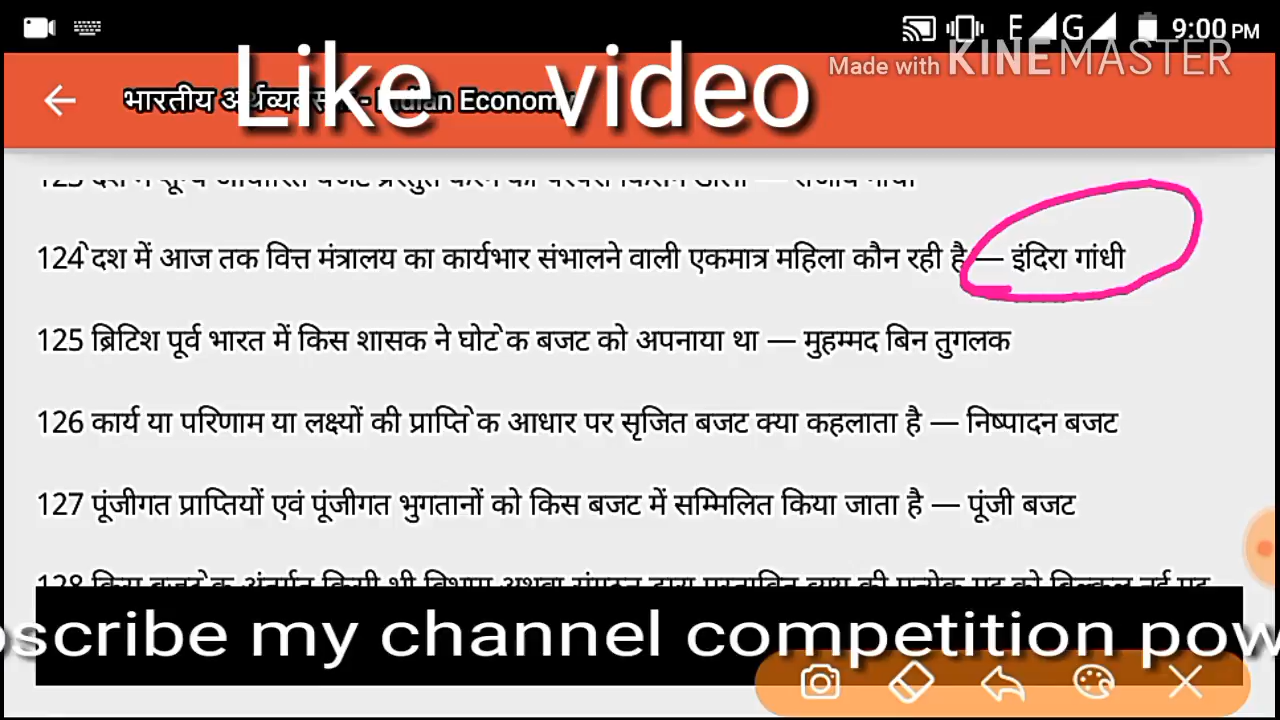 E G 9:00 PM
Like video
Made with KINEMASTER
भारतीय - Indian Economy
124 देश में आज तक वित्त मंत्रालय का कार्यभार संभालने वाली एकमात्र महिला कौन रही है — इंदिरा गांधी
125 ब्रिटिश पूर्व भारत में किस शासक ने घाटे के बजट को अपनाया था — मुहम्मद बिन तुगलक
126 कार्य या परिणाम या लक्ष्यों की प्राप्ति के आधार पर सृजित बजट क्या कहलाता है — निष्पादन बजट
127 पूंजीगत प्राप्तियों एवं पूंजीगत भुगतानों को किस बजट में सम्मिलित किया जाता है — पूंजी बजट
scribe my channel competition pow